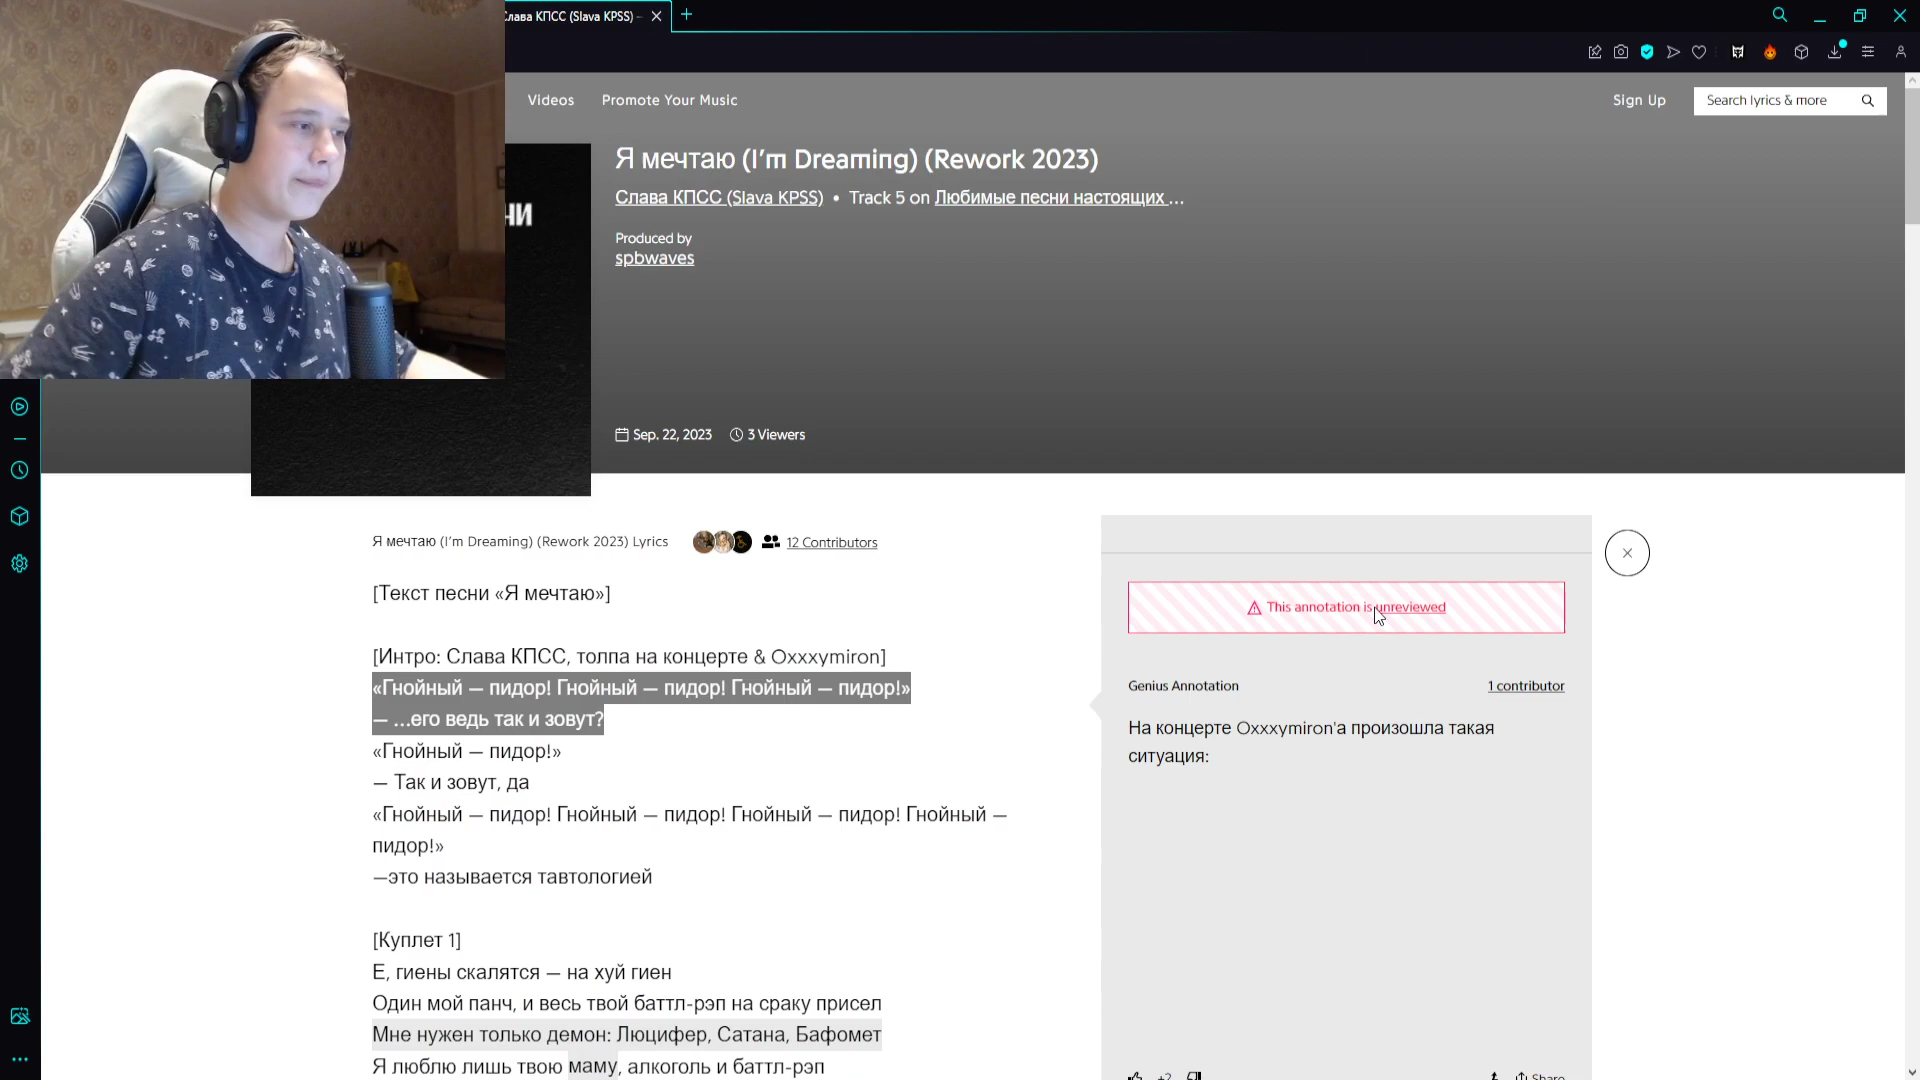 Слава КПСС (Slava KPSS) –
Videos
Promote Your Music
Sign Up
Search lyrics & more
Я мечтаю (I’m Dreaming) (Rework 2023)
Слава КПСС (Slava KPSS) • Track 5 on Любимые песни настоящих ...
НИ
Produced by
spbwaves
Sep. 22, 2023
3 Viewers
Я мечтаю (I’m Dreaming) (Rework 2023) Lyrics
12 Contributors
[Текст песни «Я мечтаю»]
[Интро: Слава КПСС, толпа на концерте & Oxxxymiron]
«Гнойный — пидор! Гнойный — пидор! Гнойный — пидор!»
— ...его ведь так и зовут?
«Гнойный — пидор!»
— Так и зовут, да
«Гнойный — пидор! Гнойный — пидор! Гнойный — пидор! Гнойный —
пидор!»
—это называется тавтологией
[Куплет 1]
Е, гиены скалятся — на хуй гиен
Один мой панч, и весь твой баттл-рэп на сраку присел
Мне нужен только демон: Люцифер, Сатана, Бафомет
Я люблю лишь твою маму, алкоголь и баттл-рэп
This annotation is unreviewed
Genius Annotation
1 contributor
На концерте Oxxxymiron'а произошла такая
ситуация:
+2
Share